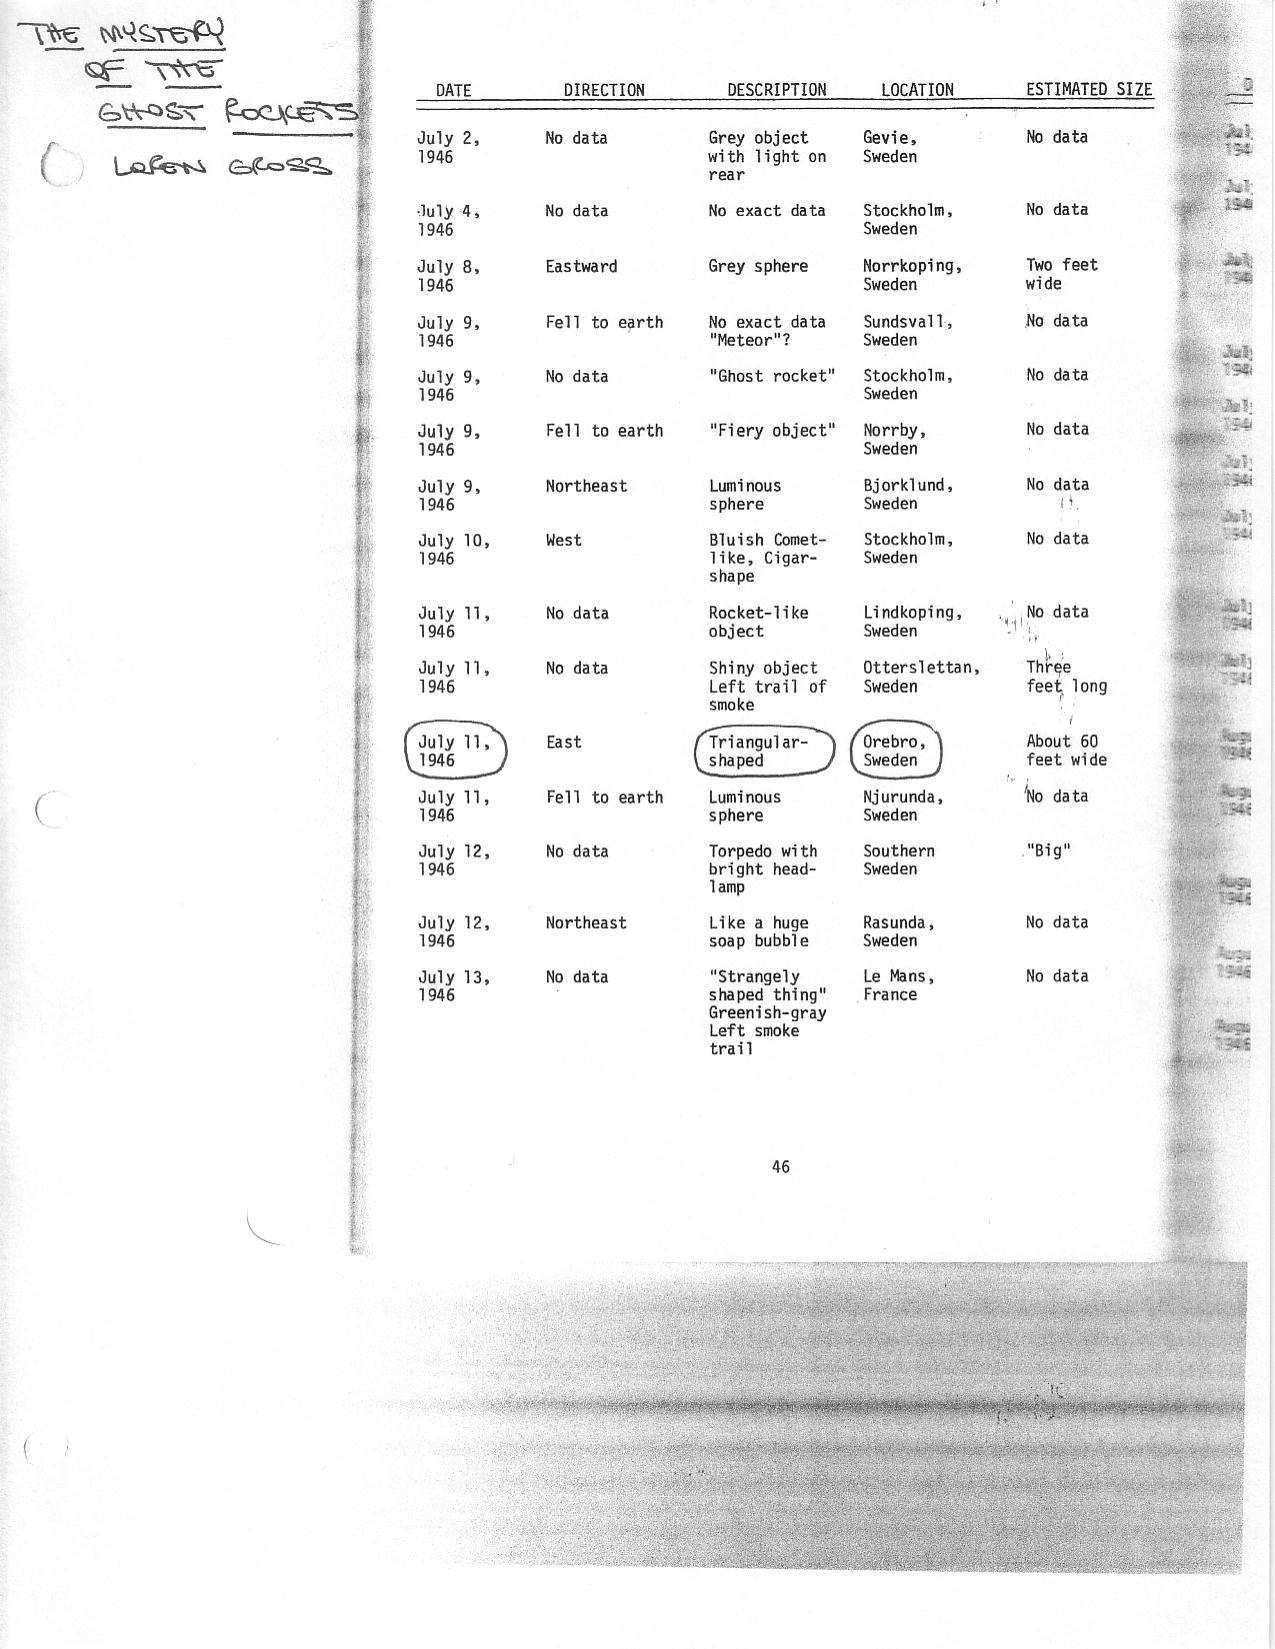 THE MYSTERY
OF THE
GHOST ROCKETS
LOREN GROSS
DATE DIRECTION DESCRIPTION LOCATION ESTIMATED SIZE
July 2, No data Grey object Gevie, No data
1946 with light on Sweden
rear
July 4, No data No exact data Stockholm, No data
1946 Sweden
July 8, Eastward Grey sphere Norrkoping, Two feet
1946 Sweden wide
July 9, Fell to earth No exact data Sundsvall, No data
1946 "Meteor"? Sweden
July 9, No data "Ghost rocket" Stockholm, No data
1946 Sweden
July 9, Fell to earth "Fiery object" Norrby, No data
1946 Sweden
July 9, Northeast Luminous Bjorklund, No data
1946 sphere Sweden
July 10, West Bluish Comet- Stockholm, No data
1946 like, Cigar- Sweden
shape
July 11, No data Rocket-like Lindkoping, No data
1946 object Sweden
July 11, No data Shiny object Otterslettan, Three
1946 Left trail of Sweden feet long
smoke
July 11, East Triangular- Orebro, About 60
1946 shaped Sweden feet wide
July 11, Fell to earth Luminous Njurunda, No data
1946 sphere Sweden
July 12, No data Torpedo with Southern "Big"
1946 bright head- Sweden
lamp
July 12, Northeast Like a huge Rasunda, No data
1946 soap bubble Sweden
July 13, No data "Strangely Le Mans, No data
1946 shaped thing" France
Greenish-gray
Left smoke
trail
46